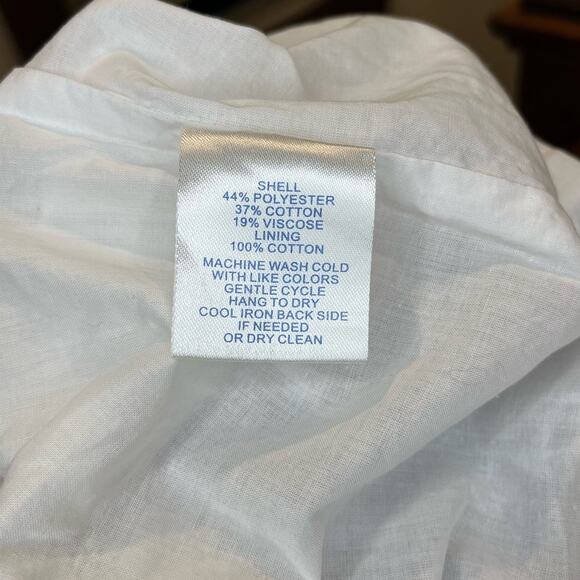 SHELL
44% POLYESTER
37% COTTON
19% VISCOSE
LINING
100% COTTON
MACHINE WASH COLD
WITH LIKE COLORS
GENTLE CYCLE
HANG TO DRY
COOL IRON BACK SIDE
IF NEEDED
OR DRY CLEAN